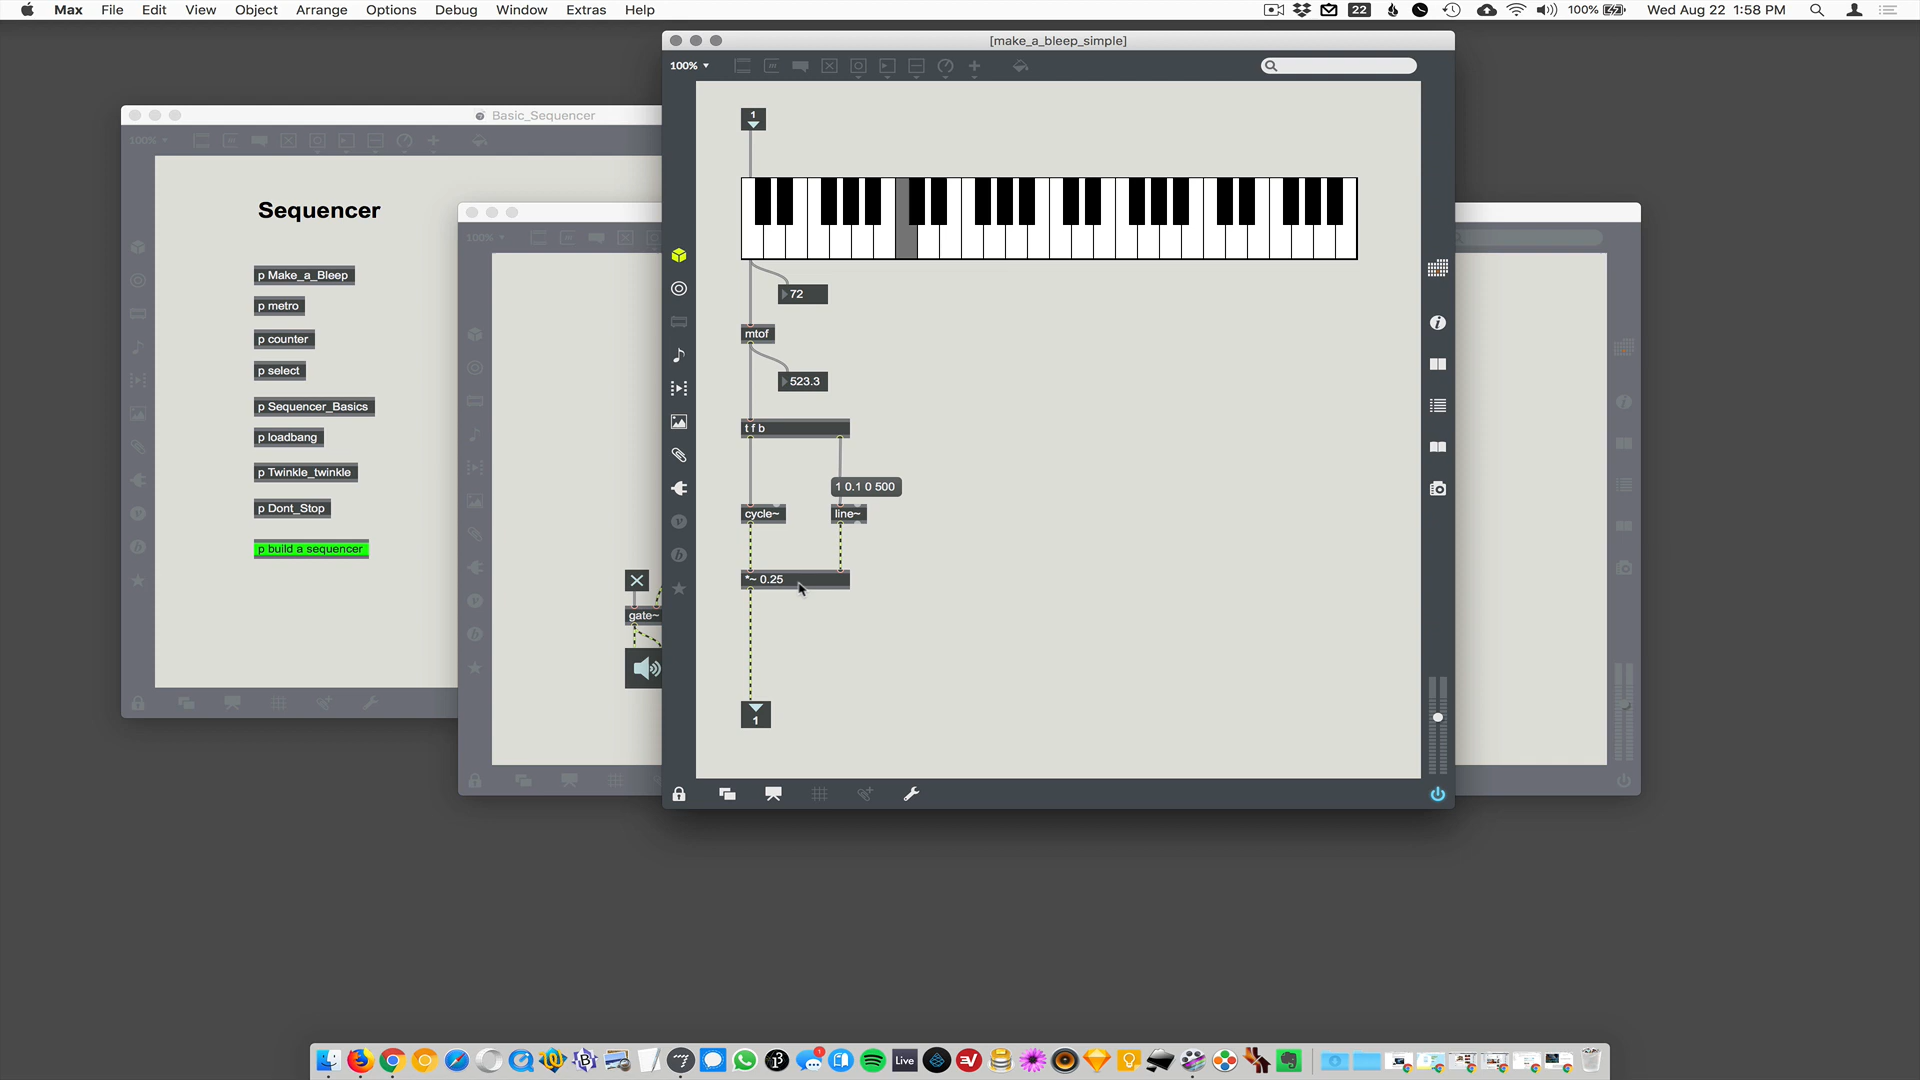 Max File Edit View Object Arrange Options Debug Window Extras Help
22 100% Wed Aug 22 1:58 PM
[make_a_bleep_simple]
100%
Basic_Sequencer
100%
Sequencer
p Make_a_Bleep
p metro
p counter
p select
p Sequencer_Basics
p loadbang
p Twinkle_twinkle
p Dont_Stop
p build a sequencer
100%
gate~
1
72
mtof
523.3
t f b
1 0.1 0 500
cycle~
line~
*~ 0.25
1
Live